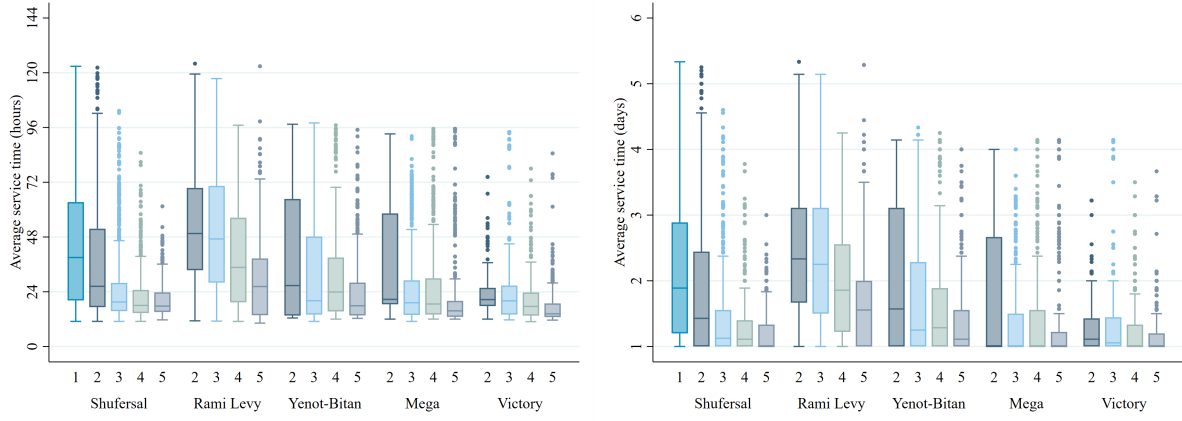 Average service time (hours)
144
120
96
72
48
24
0
1 2 3 4 5 2 3 4 5 2 3 4 5 2 3 4 5 2 3 4 5
Shufersal Rami Levy Yenot-Bitan Mega Victory
Average service time (days)
6
5
4
3
2
1
1 2 3 4 5 2 3 4 5 2 3 4 5 2 3 4 5 2 3 4 5
Shufersal Rami Levy Yenot-Bitan Mega Victory